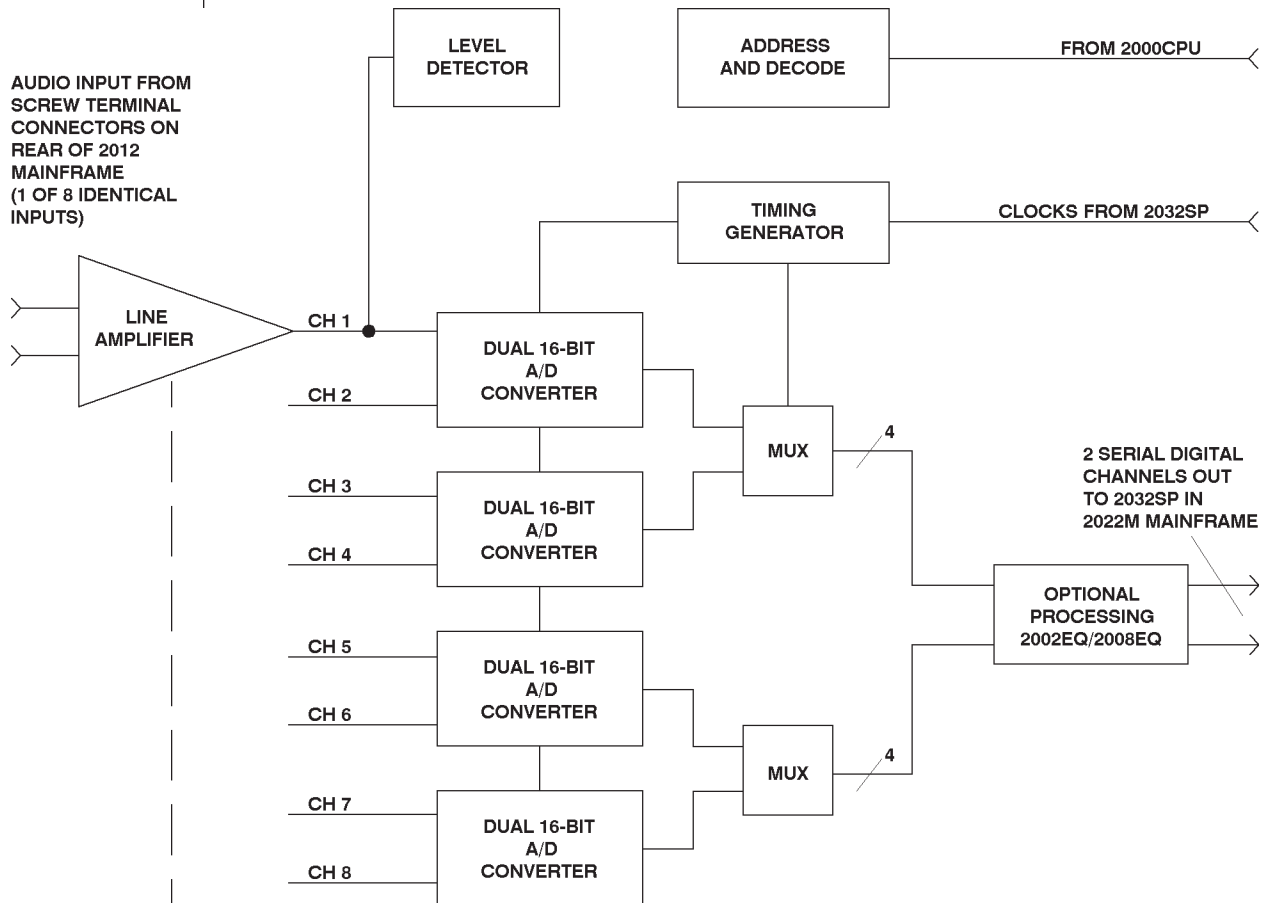 LEVEL
DETECTOR
ADDRESS
AND DECODE
FROM 2000CPU
AUDIO INPUT FROM
SCREW TERMINAL
CONNECTORS ON
REAR OF 2012
MAINFRAME
(1 OF 8 IDENTICAL
INPUTS)
TIMING
GENERATOR
CLOCKS FROM 2032SP
LINE
AMPLIFIER
CH 1
CH 2
DUAL 16-BIT
A/D
CONVERTER
MUX
4
2 SERIAL DIGITAL
CHANNELS OUT
TO 2032SP IN
2022M MAINFRAME
CH 3
CH 4
DUAL 16-BIT
A/D
CONVERTER
OPTIONAL
PROCESSING
2002EQ/2008EQ
CH 5
CH 6
DUAL 16-BIT
A/D
CONVERTER
MUX
4
CH 7
CH 8
DUAL 16-BIT
A/D
CONVERTER